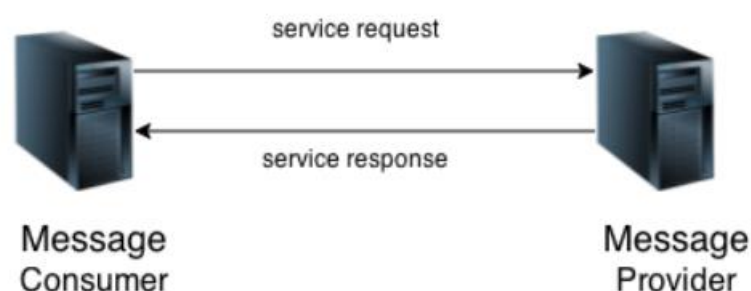 service request
service response
Message
Consumer
Message
Provider